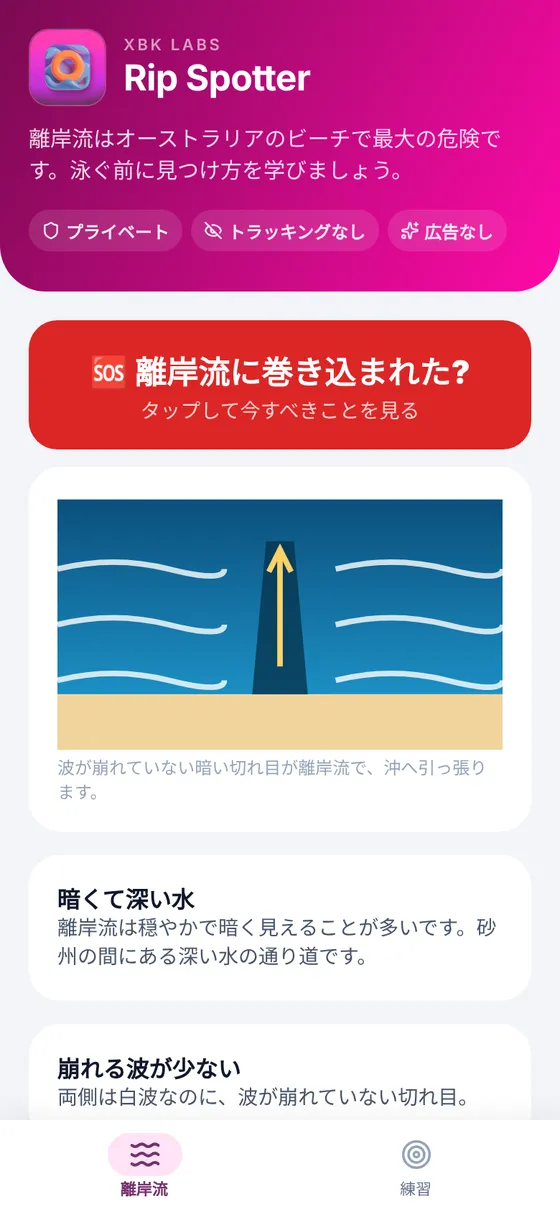 XBK LABS
Rip Spotter
離岸流はオーストラリアのビーチで最大の危険で
す。泳ぐ前に見つけ方を学びましょう。
プライベート
トラッキングなし
広告なし
🆘 離岸流に巻き込まれた?
タップして今すべきことを見る
波が崩れていない暗い切れ目が離岸流で、沖へ引っ張り
ます。
暗くて深い水
離岸流は穏やかで暗く見えることが多いです。砂
州の間にある深い水の通り道です。
崩れる波が少ない
両側は白波なのに、波が崩れていない切れ目。
離岸流
練習